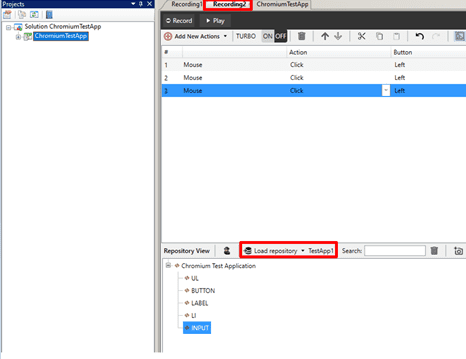 Projects
Solution ChromiumTestApp
ChromiumTestApp
Recording1 Recording2 ChromiumTestApp
Record Play
Add New Actions TURBO ON OFF
# Action Button
1 Mouse Click Left
2 Mouse Click Left
3 Mouse Click Left
Repository View Load repository TestApp1 Search:
Chromium Test Application
UL
BUTTON
LABEL
LI
INPUT